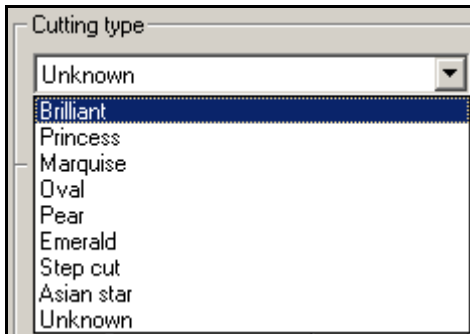 Cutting type
Unknown
Brilliant
Princess
Marquise
Oval
Pear
Emerald
Step cut
Asian star
Unknown